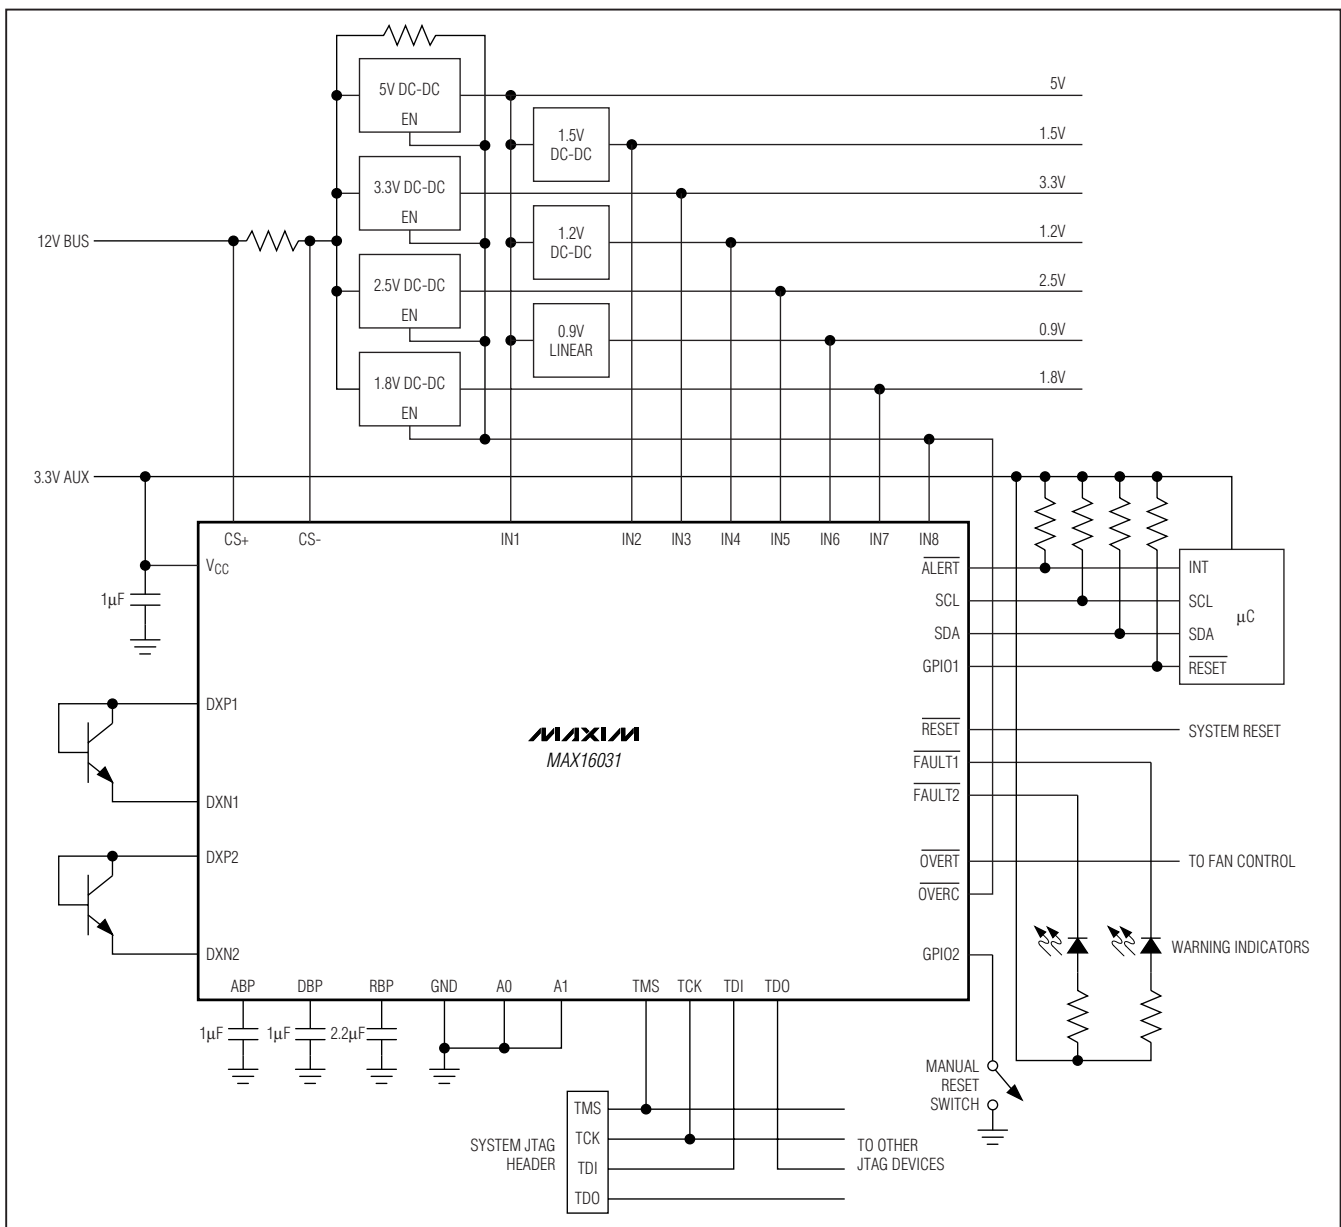 5V DC-DC
EN
5V
1.5V
DC-DC
1.5V
3.3V DC-DC
EN
3.3V
12V BUS
1.2V
DC-DC
1.2V
2.5V DC-DC
EN
2.5V
0.9V
LINEAR
0.9V
1.8V DC-DC
EN
1.8V
3.3V AUX
CS+
CS-
IN1
IN2
IN3
IN4
IN5
IN6
IN7
IN8
VCC
1µF
ALERT
SCL
SDA
GPIO1
INT
SCL
SDA
RESET
µC
DXP1
DXN1
DXP2
DXN2
MAXIM
MAX16031
RESET
SYSTEM RESET
FAULT1
FAULT2
OVERT
TO FAN CONTROL
OVERC
GPIO2
WARNING INDICATORS
ABP
DBP
RBP
GND
A0
A1
TMS
TCK
TDI
TDO
1µF
1µF
2.2µF
MANUAL
RESET
SWITCH
SYSTEM JTAG
HEADER
TMS
TCK
TDI
TDO
TO OTHER
JTAG DEVICES